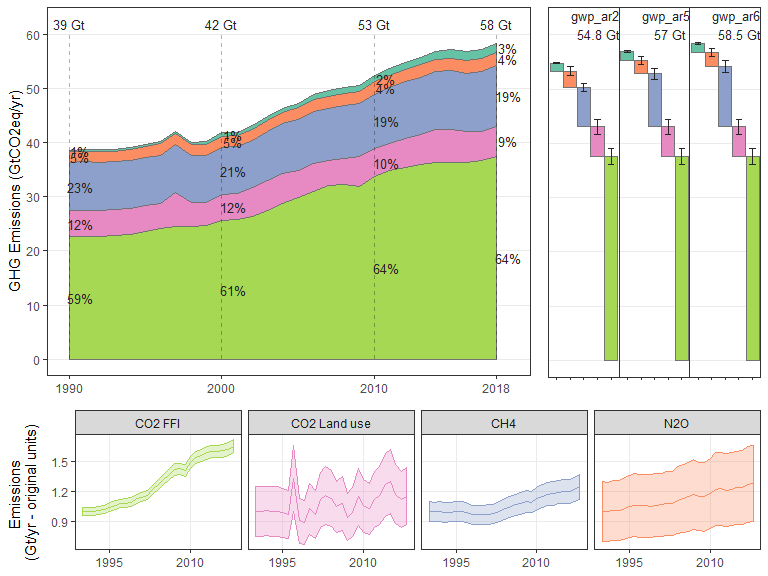 39 Gt 42 Gt 53 Gt 58 Gt
gwp_ar2 gwp_ar5 gwp_ar6
54.8 Gt 57 Gt 58.5 Gt
GHG Emissions (GtCO2eq/yr)
60
50
40
30
20
10
0
1% 1% 2% 3%
5% 5% 4% 4%
23% 21% 19% 19%
12% 12% 10% 9%
59% 61% 64% 64%
1990 2000 2010 2018
CO2 FFI CO2 Land use CH4 N2O
Emissions
(Gt/yr - original units)
1.5
1.2
0.9
1995 2010 1995 2010 1995 2010 1995 2010